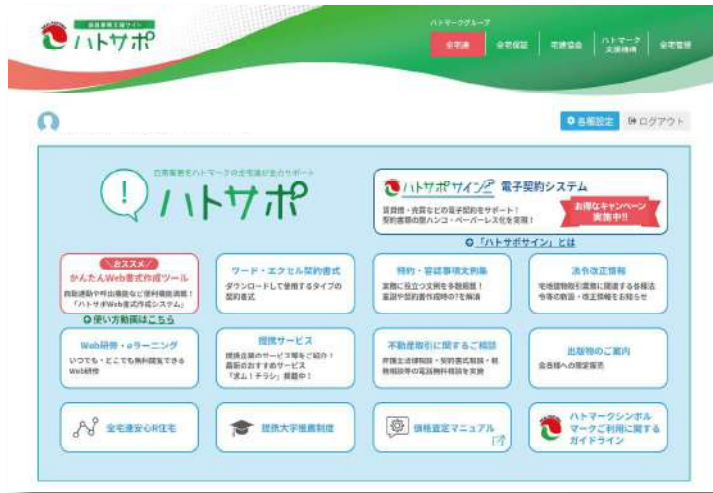 会員業務支援サイト
ハトサポ
ハトマークグループ
全宅連
全宅保証
宅建協会
ハトマーク
支援機構
全宅管理
各種設定
ログアウト
日常業務をハトマークの全宅連が全力サポート
ハトサポ
ハトサポサイン
電子契約システム
賃貸借・売買などの電子契約をサポート!
契約書類の脱ハンコ・ペーパーレス化を実現!
お得なキャンペーン
実施中!!
「ハトサポサイン」とは
おススメ
かんたんWeb書式作成ツール
自動連動や呼出機能など便利機能満載!
「ハトサポWeb書式作成システム」
使い方動画はこちら
ワード・エクセル契約書式
ダウンロードして使用するタイプの
契約書式
特約・容認事項文例集
実務に役立つ文例を多数掲載!
重説や契約書作成時の?を解消
法令改正情報
宅地建物取引業務に関連する各種法
令等の新設・改正情報をお知らせ
Web研修・eラーニング
いつでも・どこでも無料閲覧できる
Web研修
提携サービス
提携企業のサービス等をご紹介!
最新のおすすめサービス
「求ム!チラシ」掲載中!
不動産取引に関するご相談
弁護士法律相談・契約書式相談・税
務相談等の電話無料相談を実施
出版物のご案内
会員様への限定販売
全宅連安心R住宅
提携大学推薦制度
価格査定マニュアル
ハトマークシンボル
マークご利用に関する
ガイドライン